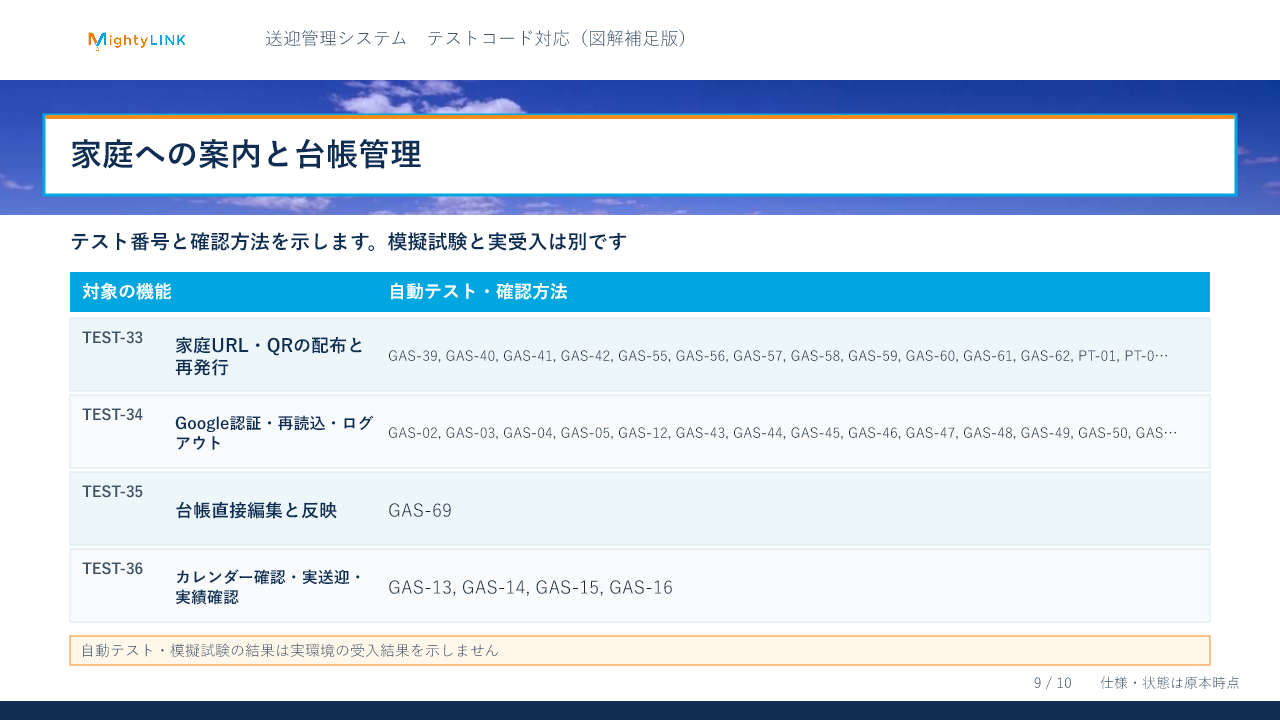 MightyLINK
送迎管理システム　テストコード対応（図解補足版）
家庭への案内と台帳管理
テスト番号と確認方法を示します。模擬試験と実受入は別です
対象の機能 自動テスト・確認方法
TEST-33
家庭URL・QRの配布と
再発行
GAS-39, GAS-40, GAS-41, GAS-42, GAS-55, GAS-56, GAS-57, GAS-58, GAS-59, GAS-60, GAS-61, GAS-62, PT-01, PT-0…
TEST-34
Google認証・再読込・ログ
アウト
GAS-02, GAS-03, GAS-04, GAS-05, GAS-12, GAS-43, GAS-44, GAS-45, GAS-46, GAS-47, GAS-48, GAS-49, GAS-50, GAS…
TEST-35
台帳直接編集と反映
GAS-69
TEST-36
カレンダー確認・実送迎・
実績確認
GAS-13, GAS-14, GAS-15, GAS-16
自動テスト・模擬試験の結果は実環境の受入結果を示しません
9 / 10 仕様・状態は原本時点